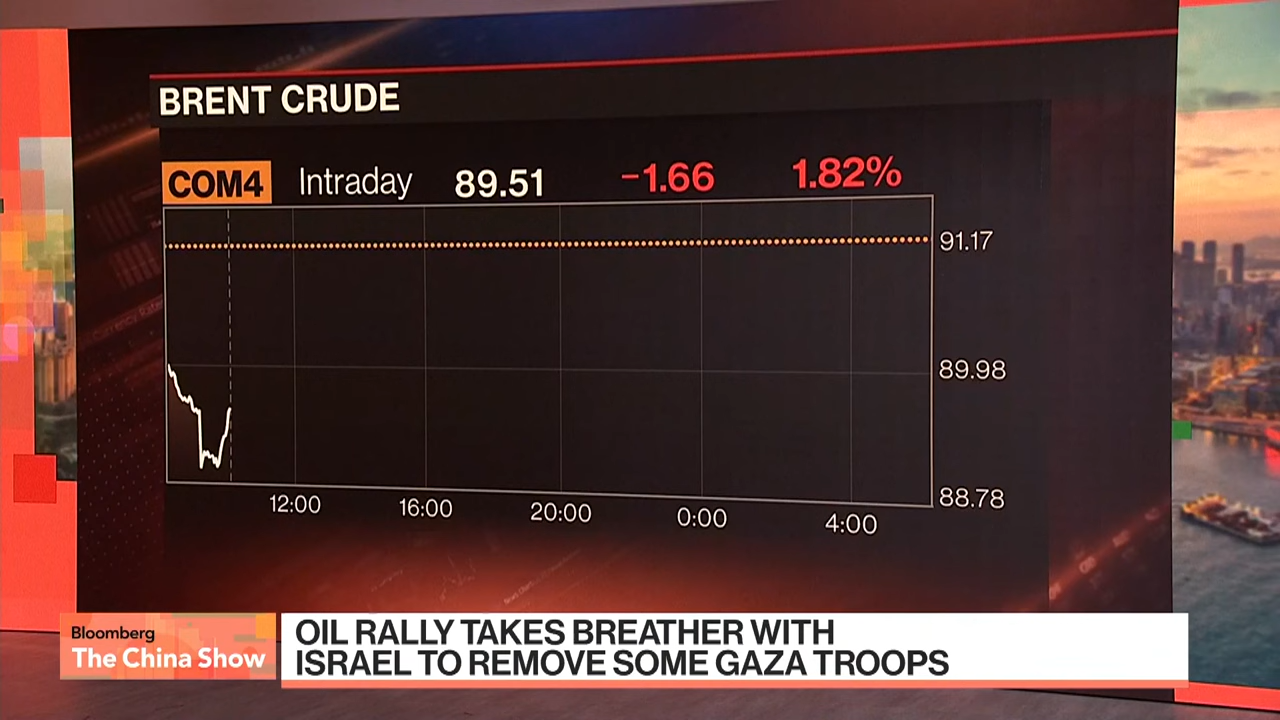 BRENT CRUDE
COM4 Intraday 89.51 −1.66 1.82%
91.17
89.98
88.78
12:00 16:00 20:00 0:00 4:00
Bloomberg
The China Show
OIL RALLY TAKES BREATHER WITH
ISRAEL TO REMOVE SOME GAZA TROOPS